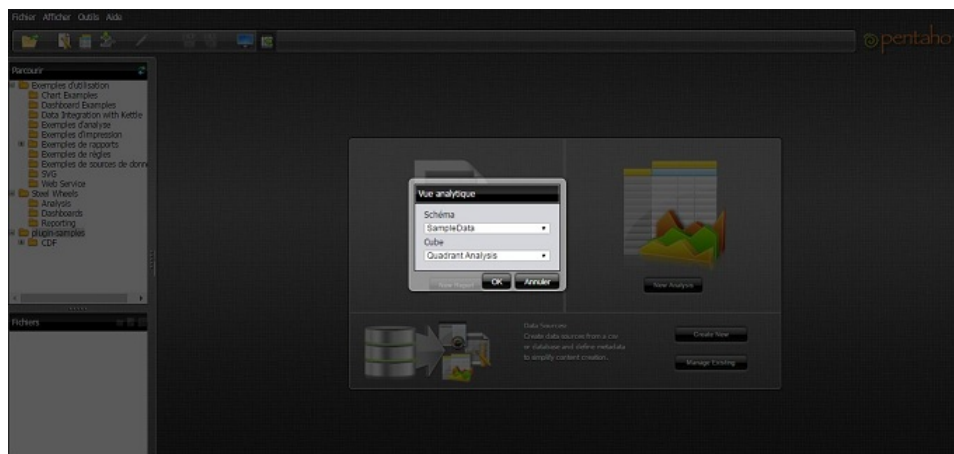 Fichier Afficher Outils Aide
pentaho
Parcourir
Exemples d'utilisation
Chart Examples
Dashboard Examples
Data Integration with Kettle
Exemples d'analyse
Exemples d'impression
Exemples de rapports
Exemples de règles
Exemples de sources de donn
SVG
Web Service
Steel Wheels
Analysis
Dashboards
Reporting
plugin-samples
CDF
Fichiers
Vue analytique
Schéma
SampleData
Cube
Quadrant Analysis
OK Annuler
New Report
New Analysis
Data Sources
Create data sources from a csv
or database and define metadata
to simplify content creation.
Create New
Manage Existing